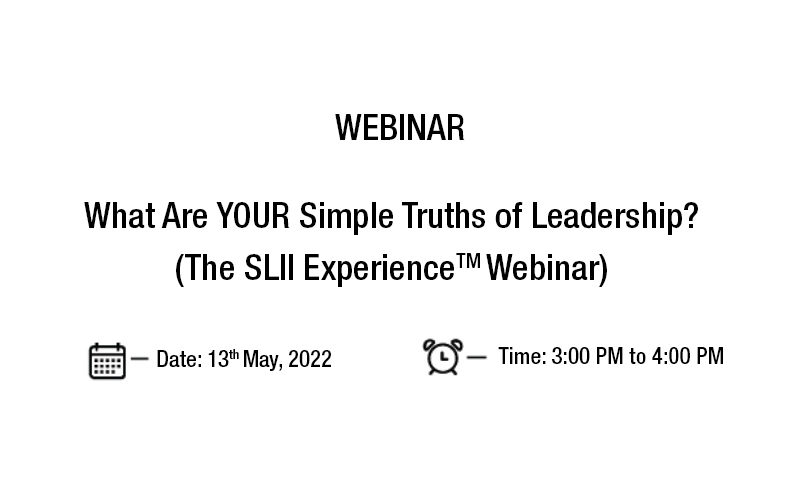 WEBINAR
What Are YOUR Simple Truths of Leadership?
(The SLII Experience™ Webinar)
Date: 13th May, 2022
Time: 3:00 PM to 4:00 PM